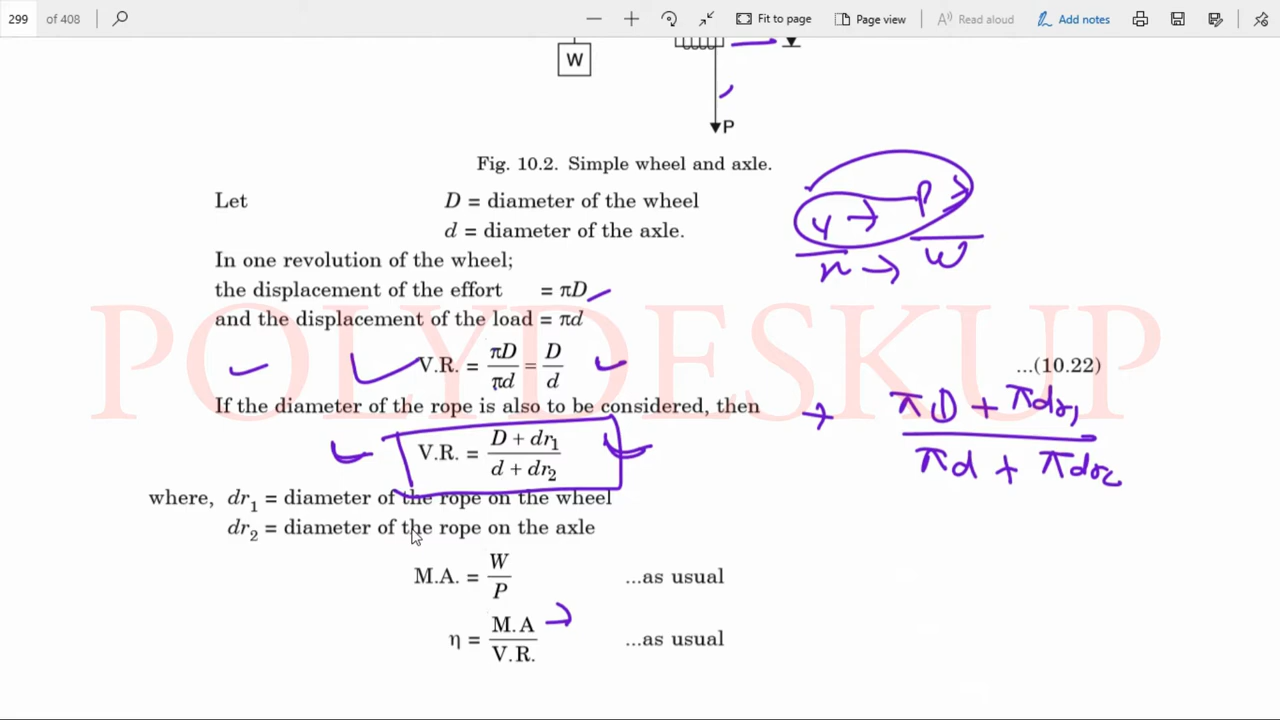 299 of 408
Fit to page
Page view
Read aloud
Add notes
W
P
Fig. 10.2. Simple wheel and axle.
Let D = diameter of the wheel
d = diameter of the axle.
y → P
x → W
In one revolution of the wheel;
the displacement of the effort = πD
and the displacement of the load = πd
V.R. = πD/πd = D/d ...(10.22)
If the diameter of the rope is also to be considered, then
→ πD + πdr₁ / πd + πdr₂
V.R. = D + dr₁ / d + dr₂
where, dr₁ = diameter of the rope on the wheel
dr₂ = diameter of the rope on the axle
M.A. = W/P ...as usual
η = M.A/V.R. ...as usual
POLYDESKUP